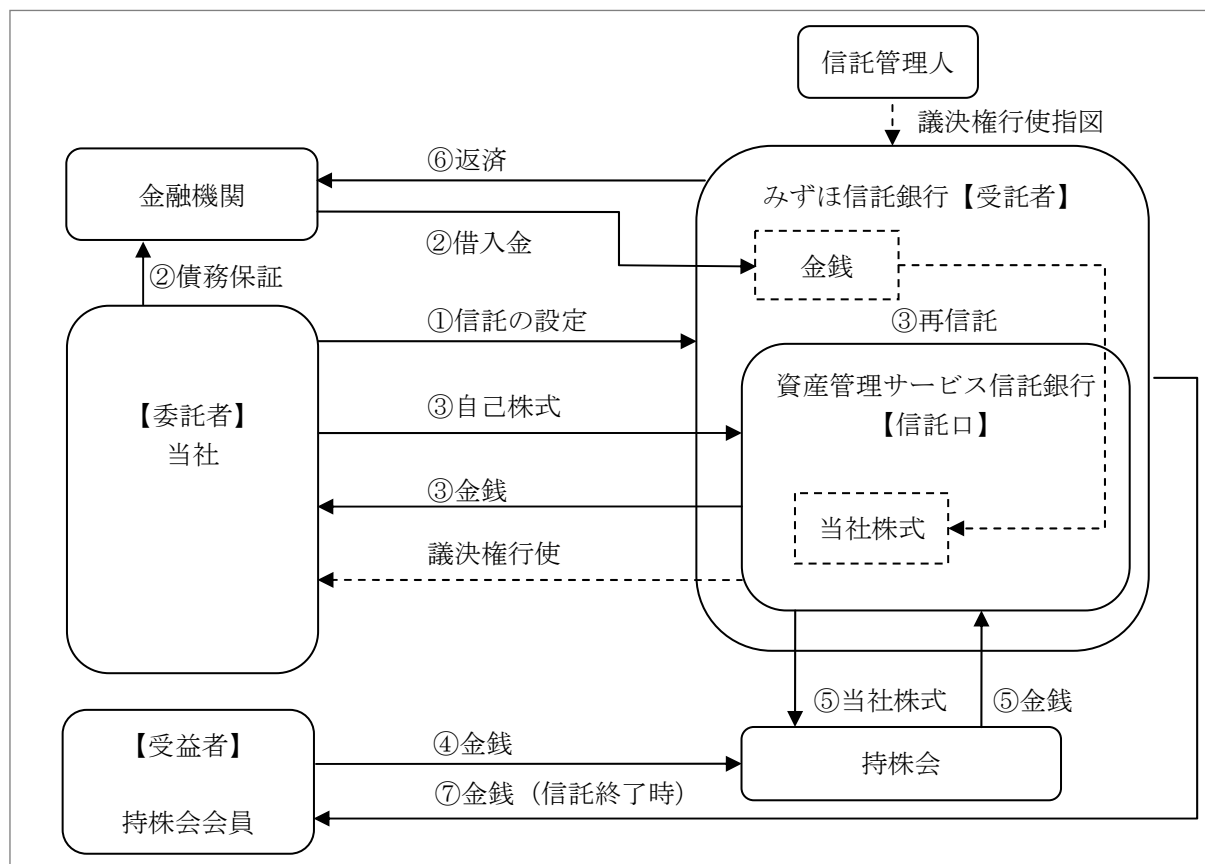 信託管理人
議決権行使指図
⑥返済
金融機関
みずほ信託銀行【受託者】
②借入金
金銭
②債務保証
①信託の設定
③再信託
資産管理サービス信託銀行
【信託口】
③自己株式
【委託者】
当社
③金銭
当社株式
議決権行使
⑤当社株式
⑤金銭
【受益者】
④金銭
持株会
⑦金銭（信託終了時）
持株会会員